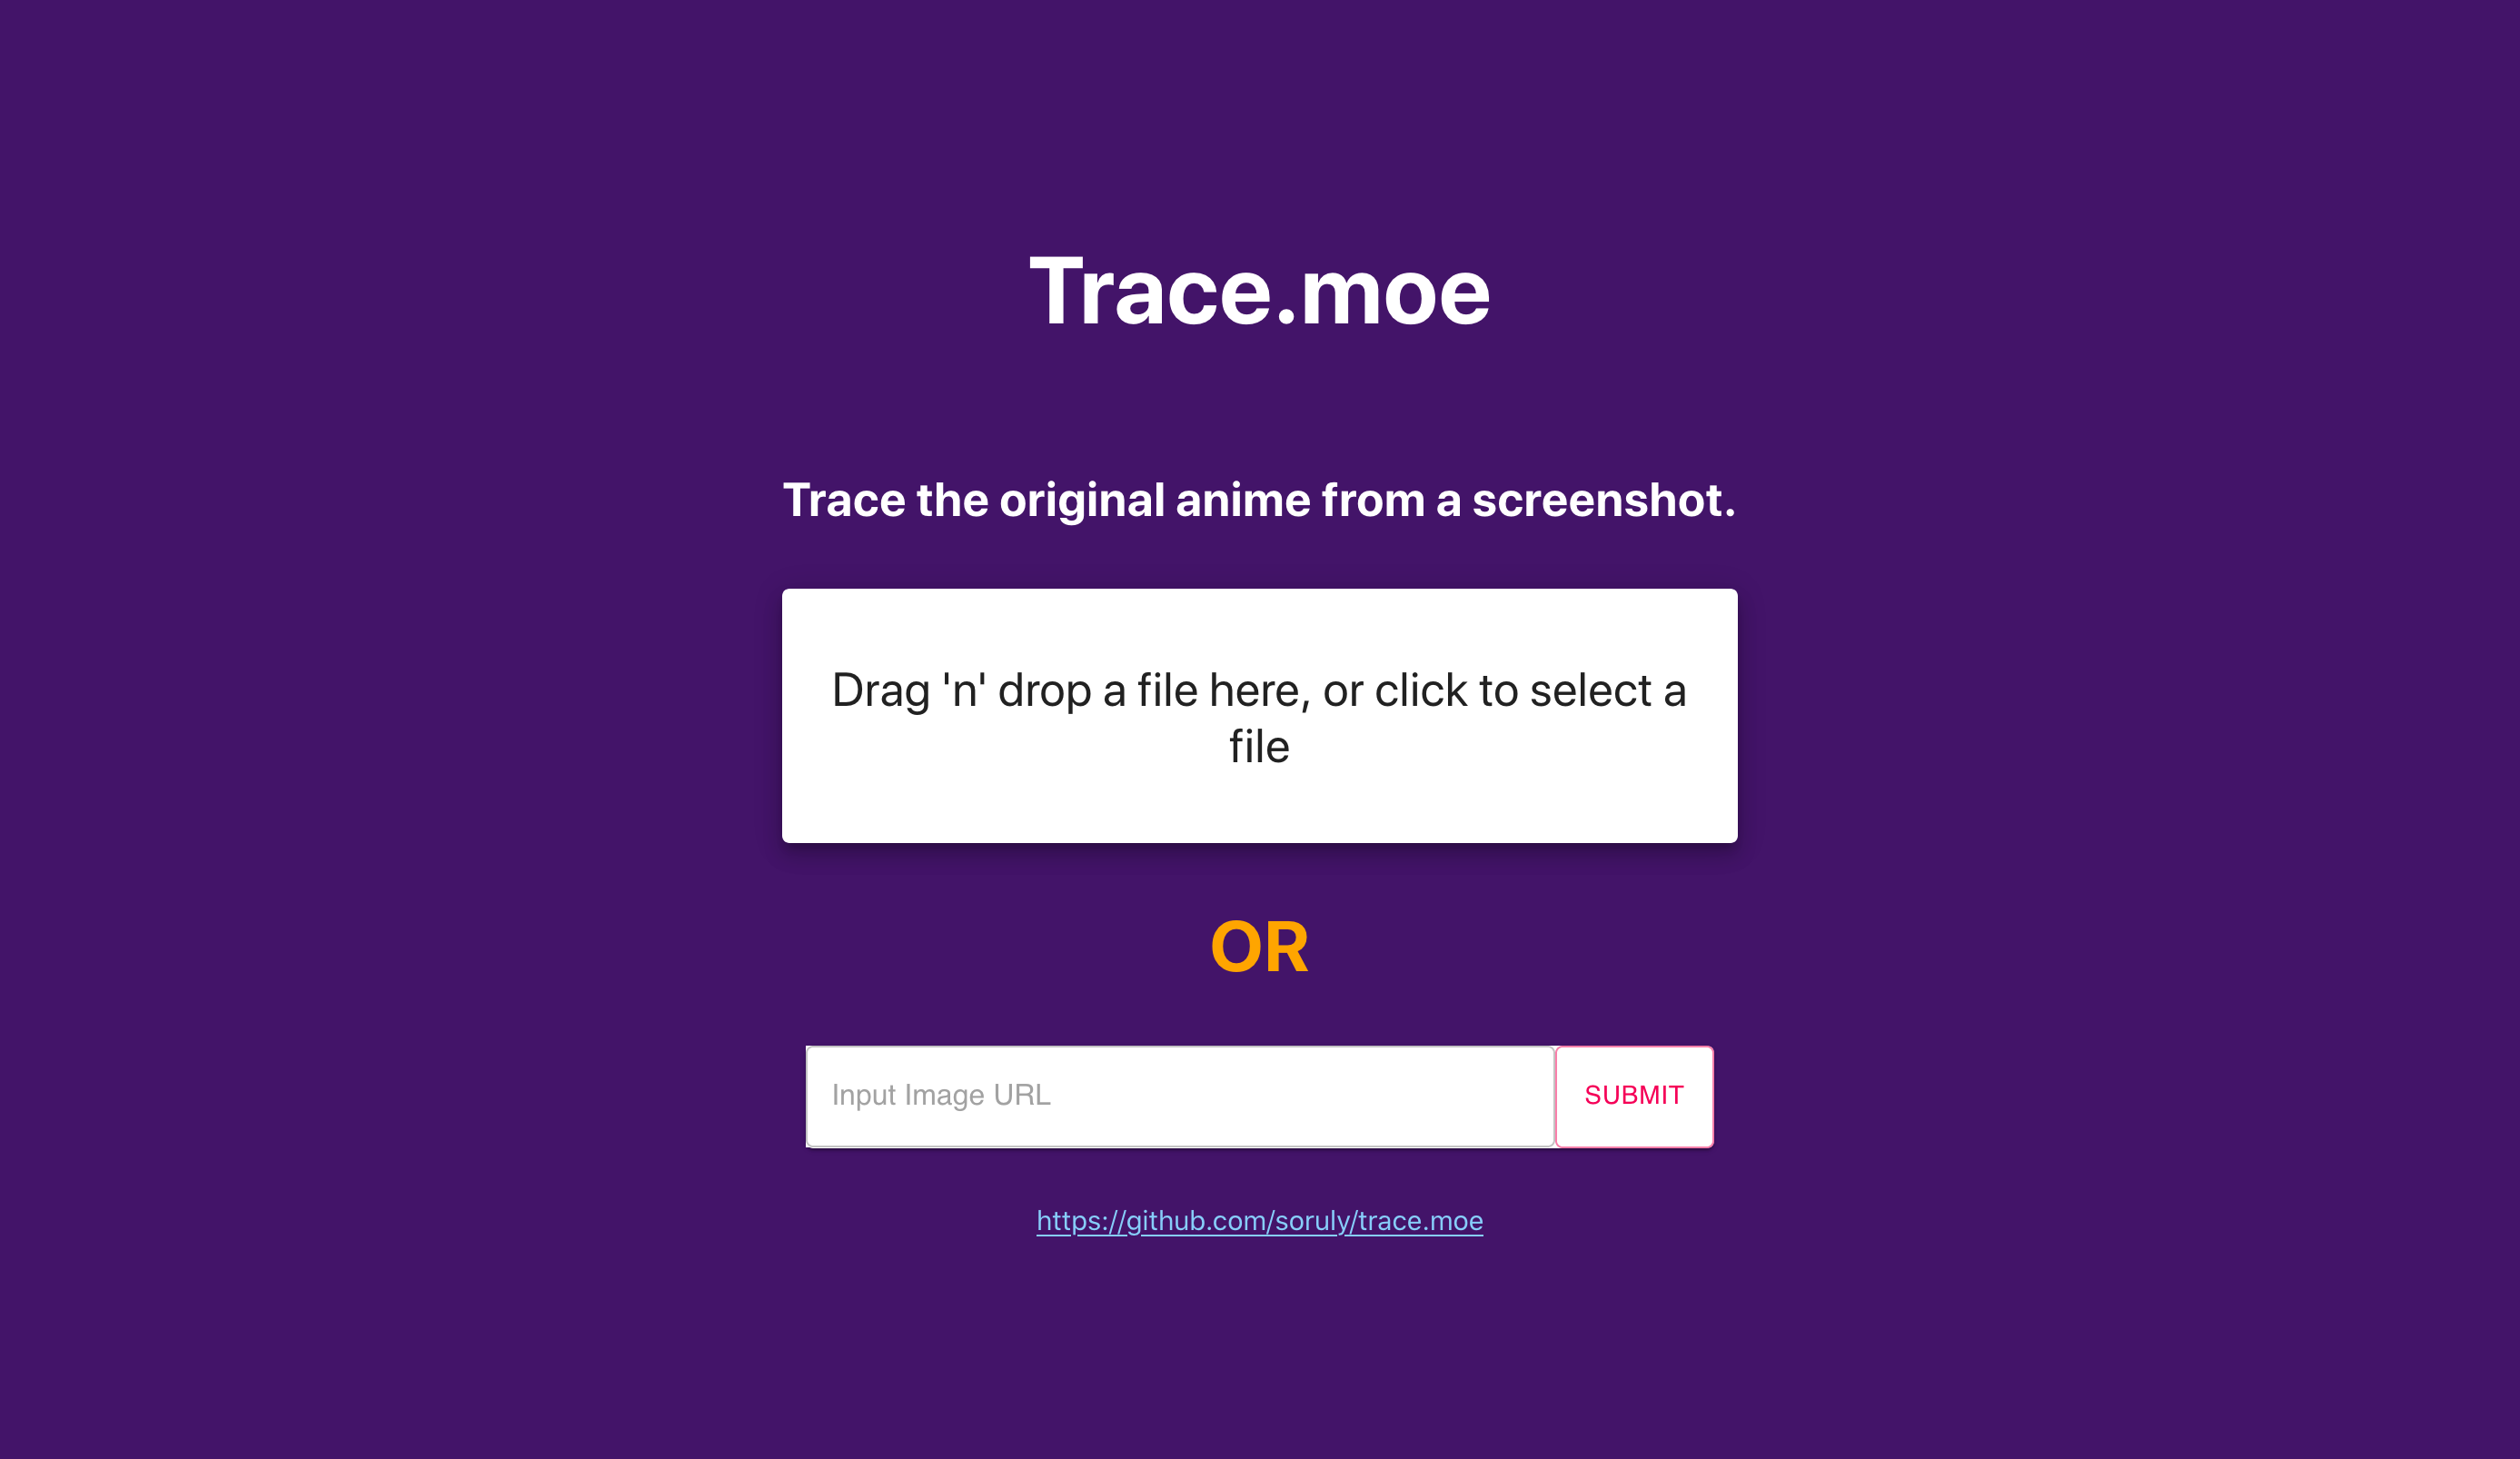 Trace.moe
Trace the original anime from a screenshot.
Drag 'n' drop a file here, or click to select a
file
OR
Input Image URL
SUBMIT
https://github.com/soruly/trace.moe